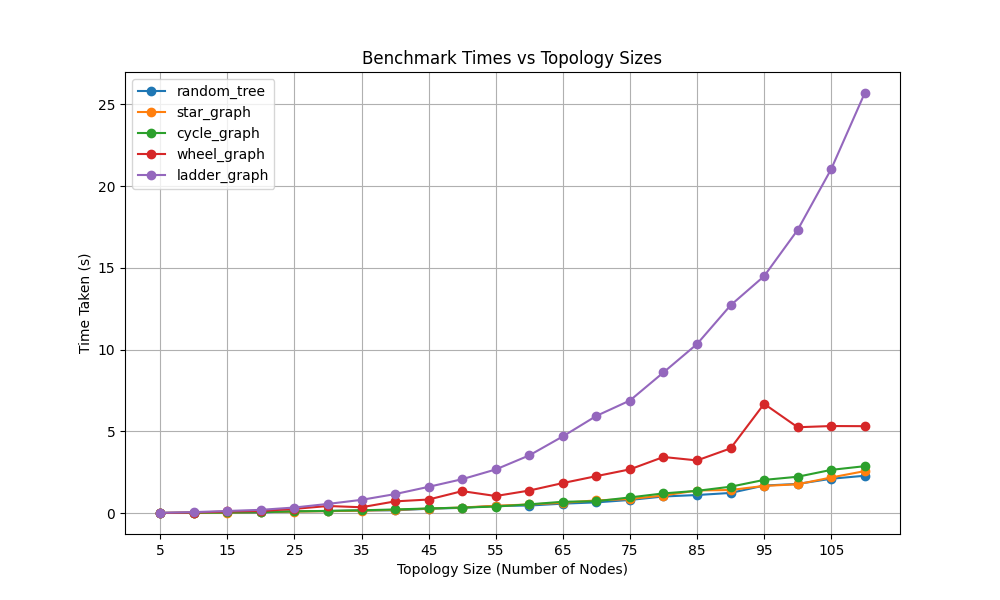 Benchmark Times vs Topology Sizes
random_tree
star_graph
cycle_graph
wheel_graph
ladder_graph
25
20
15
10
5
0
Time Taken (s)
5 15 25 35 45 55 65 75 85 95 105
Topology Size (Number of Nodes)